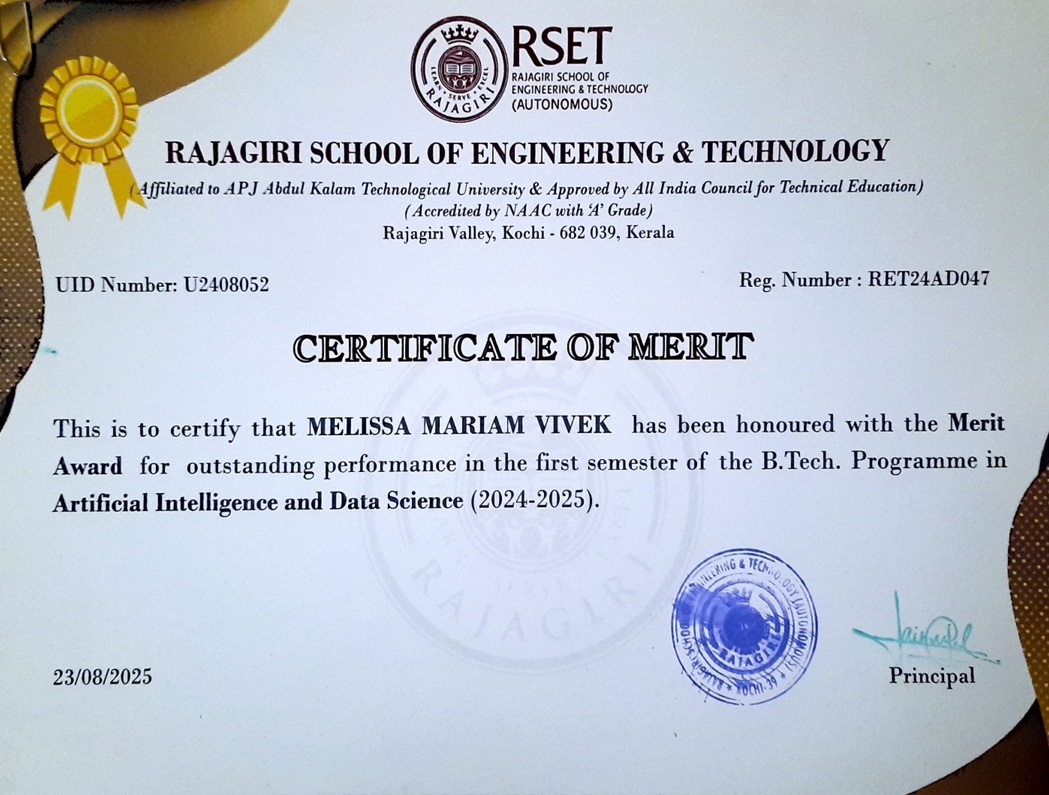 RSET
RAJAGIRI SCHOOL OF
ENGINEERING & TECHNOLOGY
(AUTONOMOUS)
LEARN • SERVE • EXCEL
RAJAGIRI
RAJAGIRI SCHOOL OF ENGINEERING & TECHNOLOGY
(Affiliated to APJ Abdul Kalam Technological University & Approved by All India Council for Technical Education)
(Accredited by NAAC with 'A' Grade)
Rajagiri Valley, Kochi - 682 039, Kerala
UID Number: U2408052
Reg. Number : RET24AD047
CERTIFICATE OF MERIT
This is to certify that MELISSA MARIAM VIVEK has been honoured with the Merit
Award for outstanding performance in the first semester of the B.Tech. Programme in
Artificial Intelligence and Data Science (2024-2025).
SERVE
RAJAGIRI
ENGINEERING & TECHNOLOGY (AUTONOMOUS)
RAJAGIRI
KOCHI-39
23/08/2025
Principal